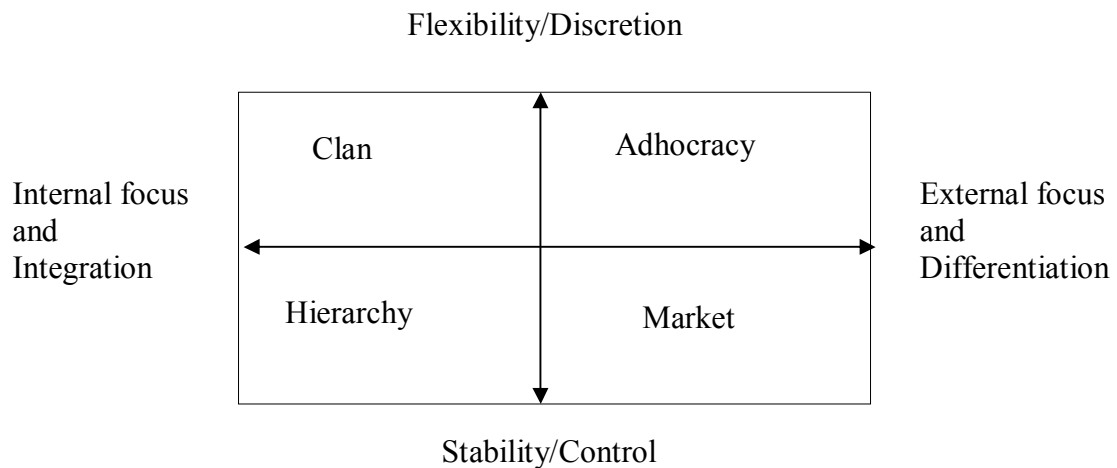 Flexibility/Discretion
Clan
Adhocracy
Internal focus
and
Integration
External focus
and
Differentiation
Hierarchy
Market
Stability/Control